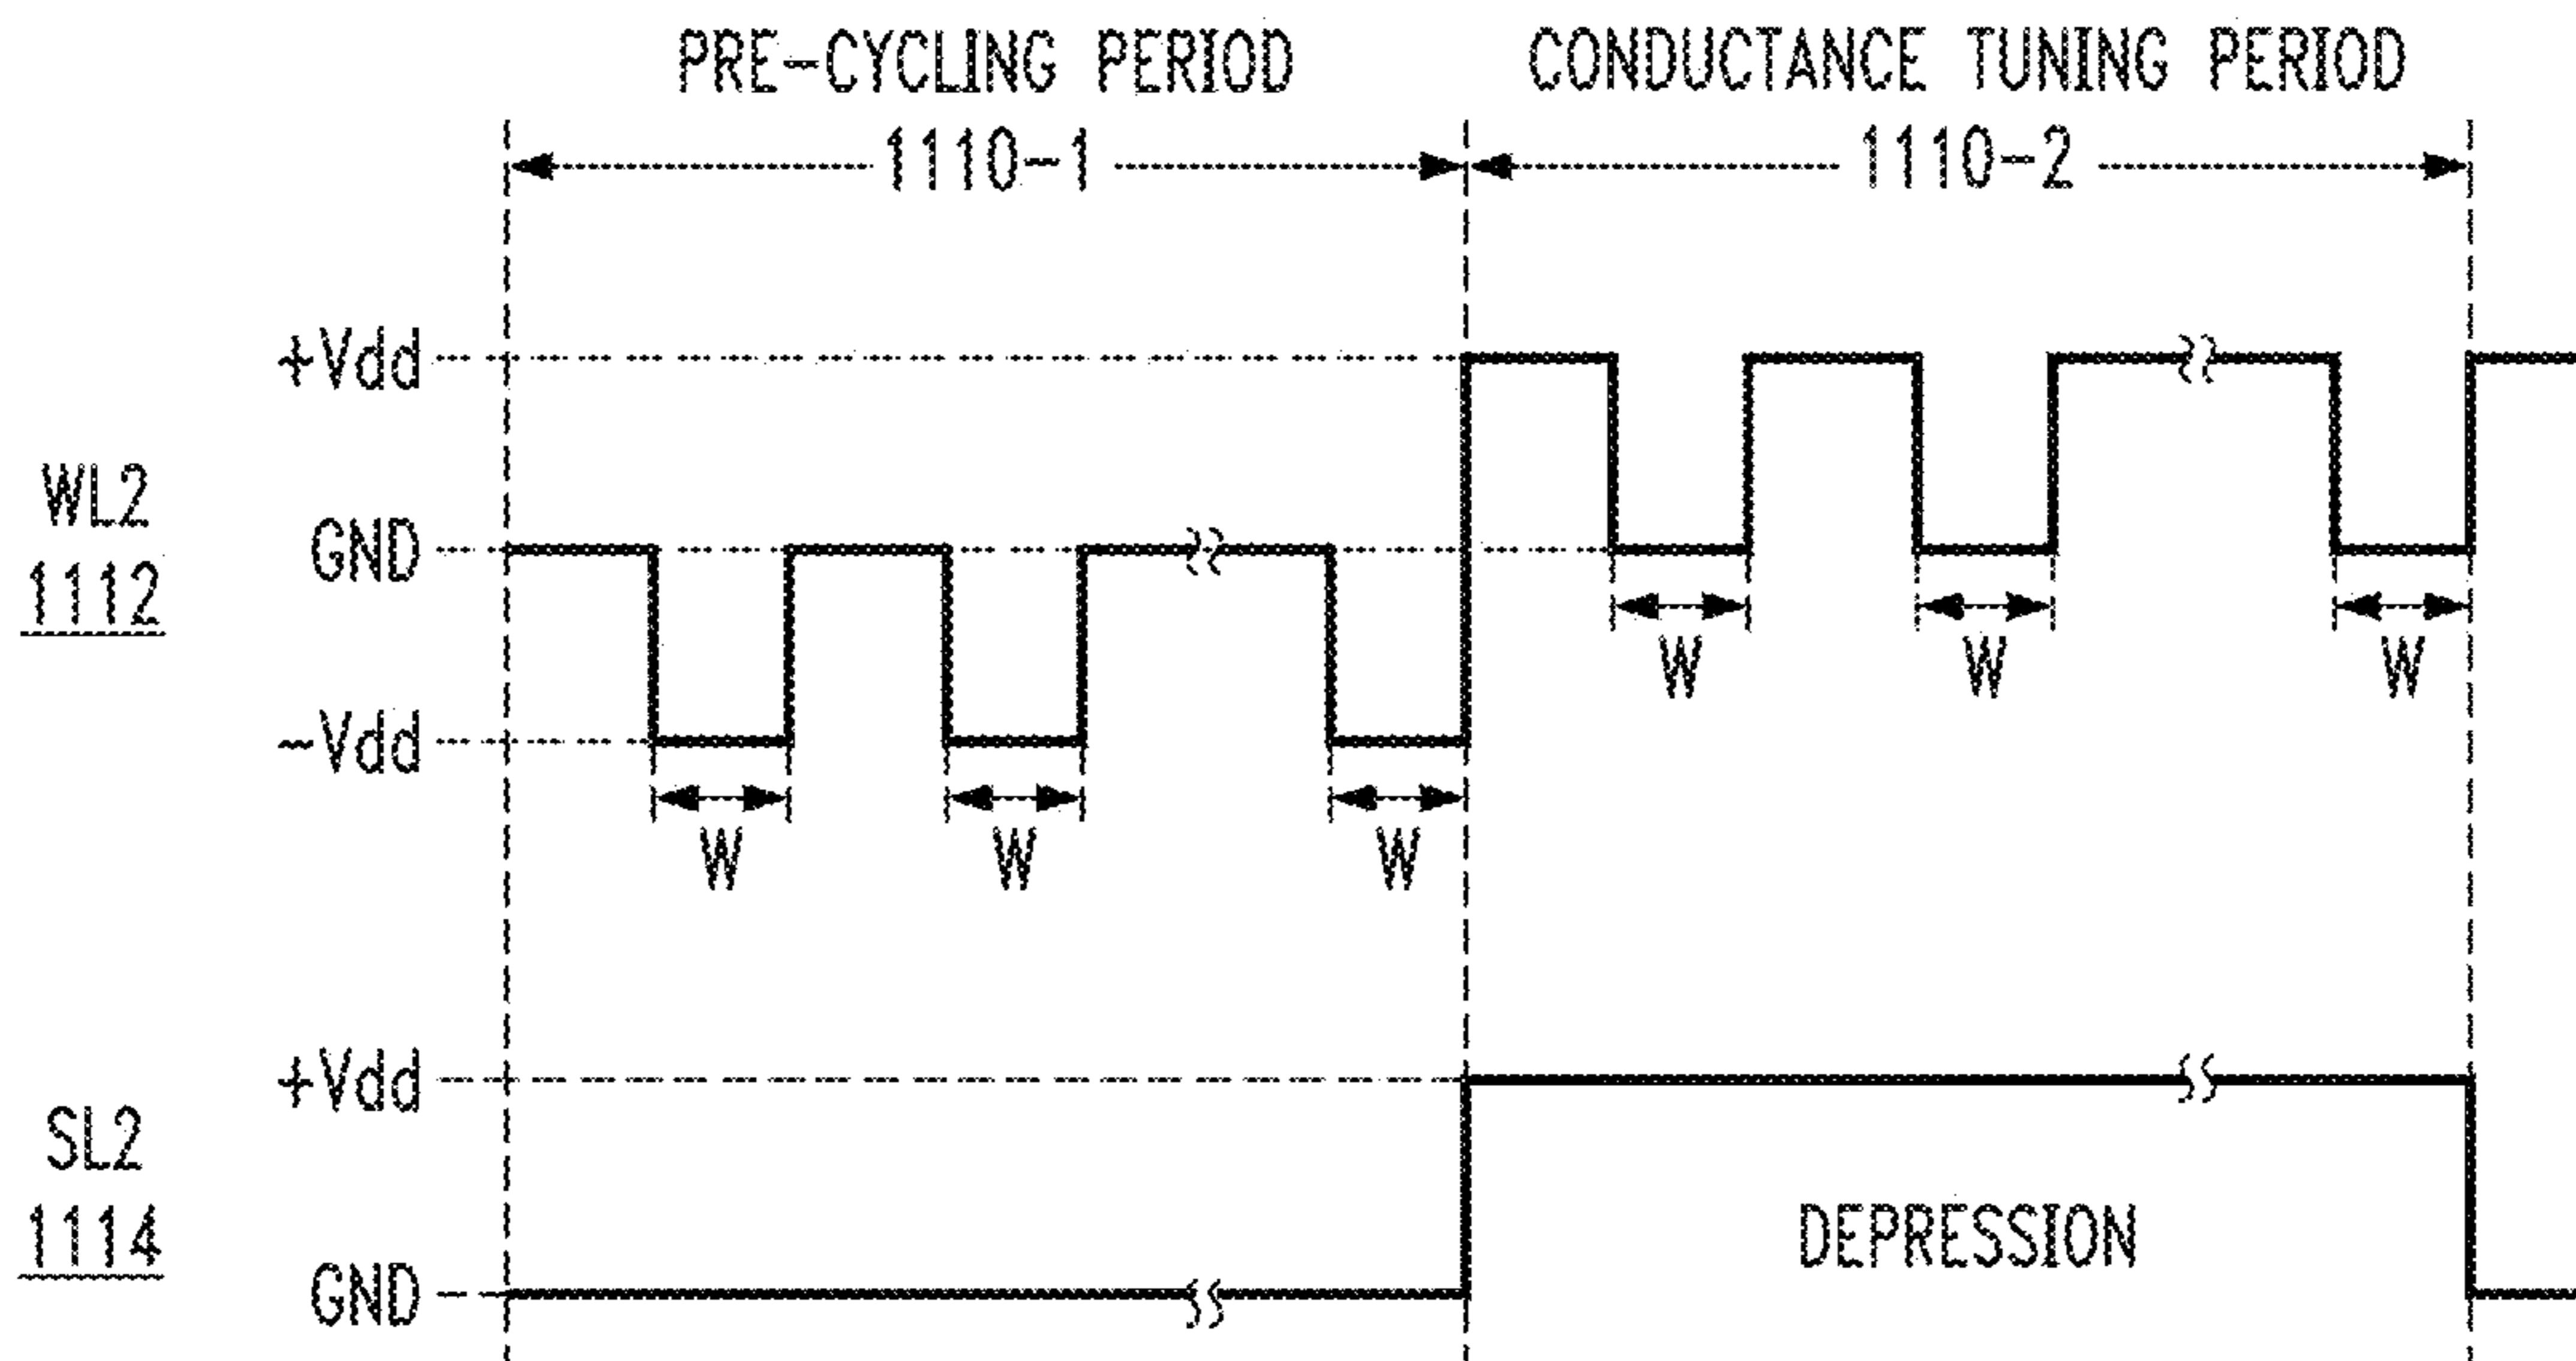 PRE-CYCLING PERIOD
1110-1
CONDUCTANCE TUNING PERIOD
1110-2
WL2
1112
+Vdd
GND
-Vdd
W
W
W
W
W
W
SL2
1114
+Vdd
GND
DEPRESSION